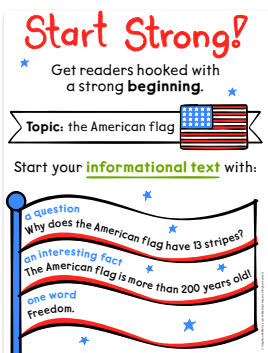 Start Strong!
Get readers hooked with
a strong beginning.
Topic: the American flag
Start your informational text with:
a question
Why does the American flag have 13 stripes?
an interesting fact
The American flag is more than 200 years old!
one word
Freedom.